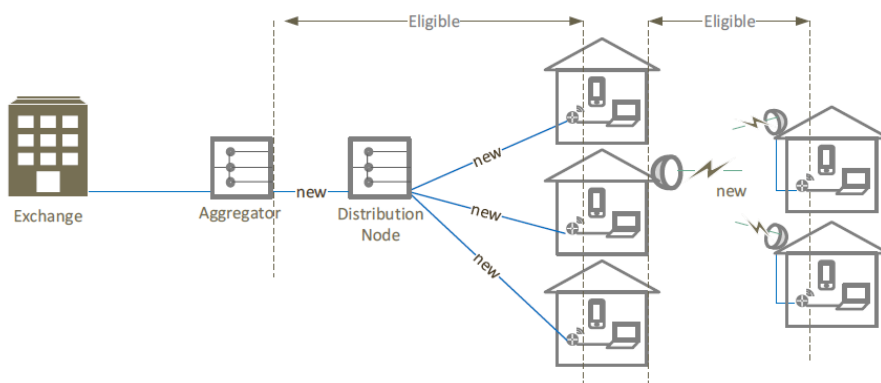 Eligible
Eligible
new
new
new
new
new
Exchange
Aggregator
Distribution
Node